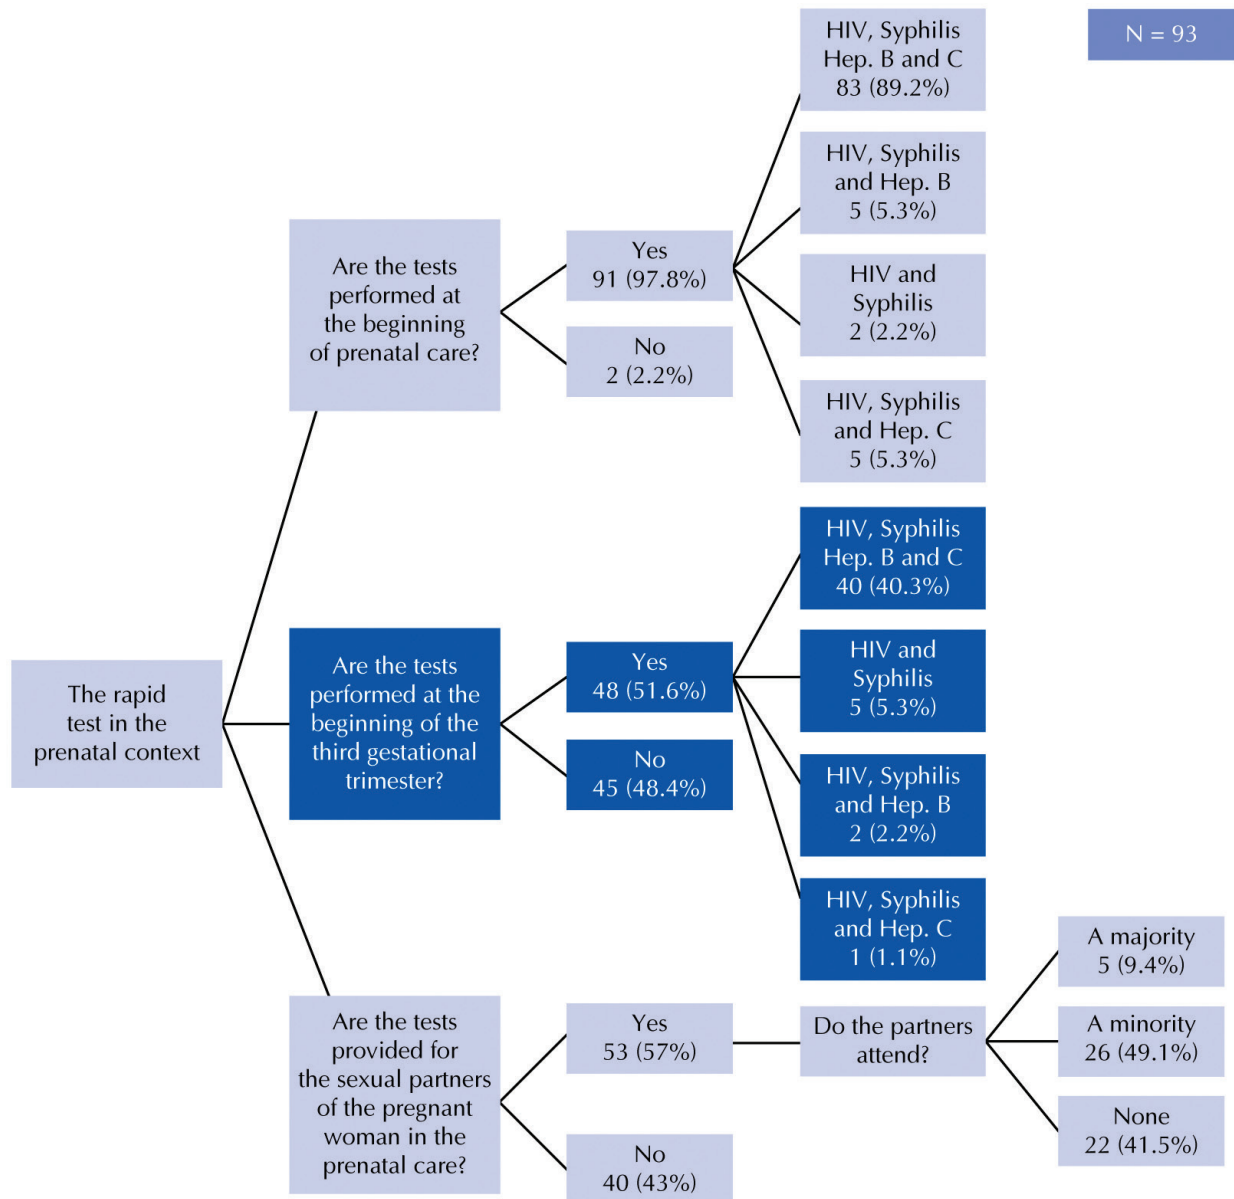 N = 93
The rapid
test in the
prenatal context
Are the tests
performed at
the beginning
of prenatal care?
Yes
91 (97.8%)
No
2 (2.2%)
HIV, Syphilis
Hep. B and C
83 (89.2%)
HIV, Syphilis
and Hep. B
5 (5.3%)
HIV and
Syphilis
2 (2.2%)
HIV, Syphilis
and Hep. C
5 (5.3%)
Are the tests
performed at the
beginning of the
third gestational
trimester?
Yes
48 (51.6%)
No
45 (48.4%)
HIV, Syphilis
Hep. B and C
40 (40.3%)
HIV and
Syphilis
5 (5.3%)
HIV, Syphilis
and Hep. B
2 (2.2%)
HIV, Syphilis
and Hep. C
1 (1.1%)
Are the tests
provided for
the sexual partners
of the pregnant
woman in the
prenatal care?
Yes
53 (57%)
No
40 (43%)
Do the partners
attend?
A majority
5 (9.4%)
A minority
26 (49.1%)
None
22 (41.5%)